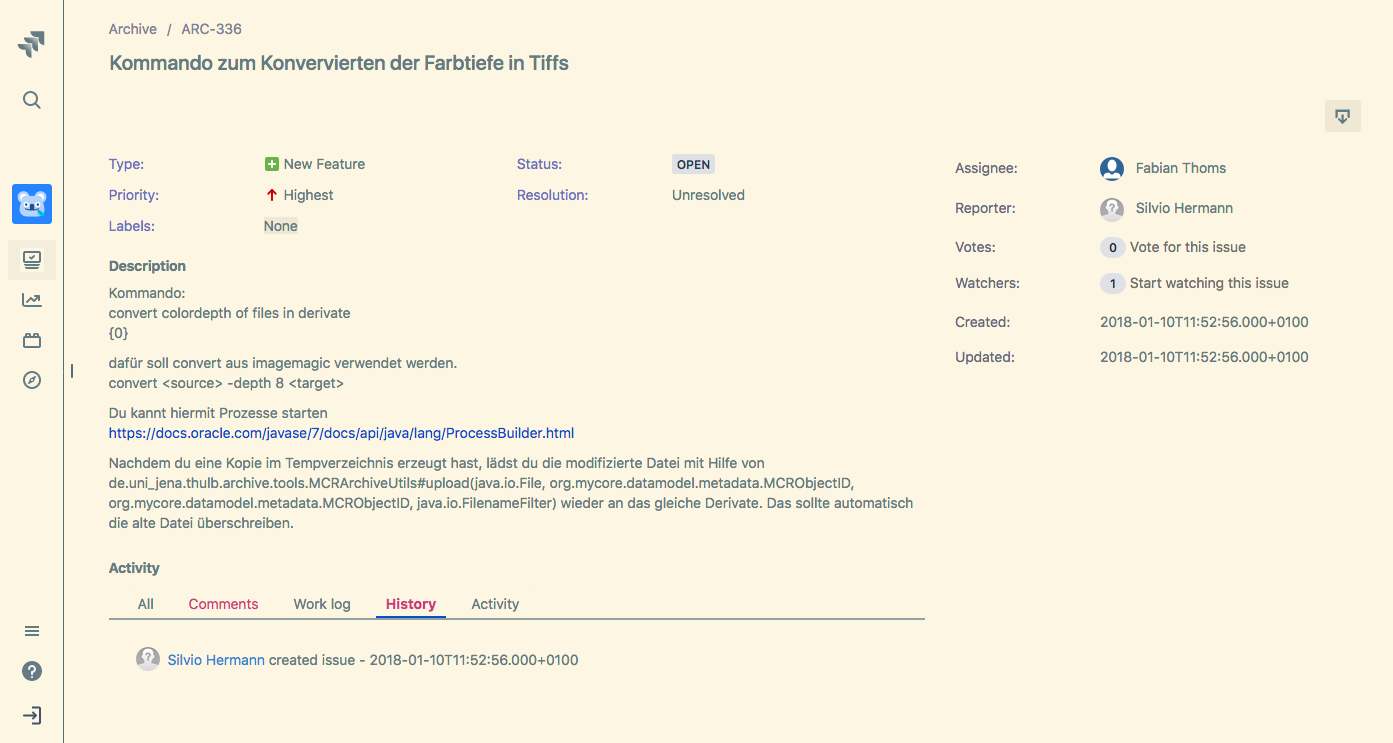 Archive / ARC-336
Kommando zum Konvervierten der Farbtiefe in Tiffs
Type: New Feature Status: OPEN
Priority: Highest Resolution: Unresolved
Labels: None
Assignee: Fabian Thoms
Reporter: Silvio Hermann
Votes: 0 Vote for this issue
Watchers: 1 Start watching this issue
Created: 2018-01-10T11:52:56.000+0100
Updated: 2018-01-10T11:52:56.000+0100
Description
Kommando:
convert colordepth of files in derivate
{0}
dafür soll convert aus imagemagic verwendet werden.
convert <source> -depth 8 <target>
Du kannt hiermit Prozesse starten
https://docs.oracle.com/javase/7/docs/api/java/lang/ProcessBuilder.html
Nachdem du eine Kopie im Tempverzeichnis erzeugt hast, lädst du die modifizierte Datei mit Hilfe von
de.uni_jena.thulb.archive.tools.MCRArchiveUtils#upload(java.io.File, org.mycore.datamodel.metadata.MCRObjectID,
org.mycore.datamodel.metadata.MCRObjectID, java.io.FilenameFilter) wieder an das gleiche Derivate. Das sollte automatisch
die alte Datei überschreiben.
Activity
All Comments Work log History Activity
Silvio Hermann created issue - 2018-01-10T11:52:56.000+0100